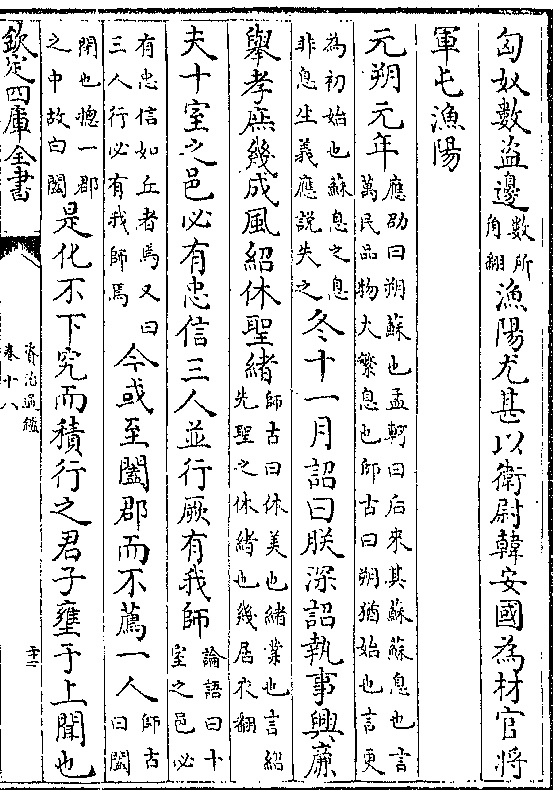 匈奴數盜邊數所角翻漁陽尤甚以衛尉韓安國為材官將
軍屯漁陽
元朔元年應劭曰朔蘇也孟軻曰后來其蘇蘇息也言萬民品物大繁息也師古曰朔猶始也言更為初始也蘇息之息非息生義應説失之冬十一月詔曰朕深詔執事興廉
舉孝庶幾成風紹休聖緒師古曰休美也緒業也言紹先聖之休緒也幾居衣翻
夫十室之邑必有忠信三人並行厥有我師論語曰十室之邑必
有忠信如丘者焉又曰三人行必有我師焉今或至闔郡而不薦一人師古曰闔
閉也總一郡之中故曰闔是化不下究而積行之君子壅于上聞也
欽定四庫全書
資治通鑑
卷十八